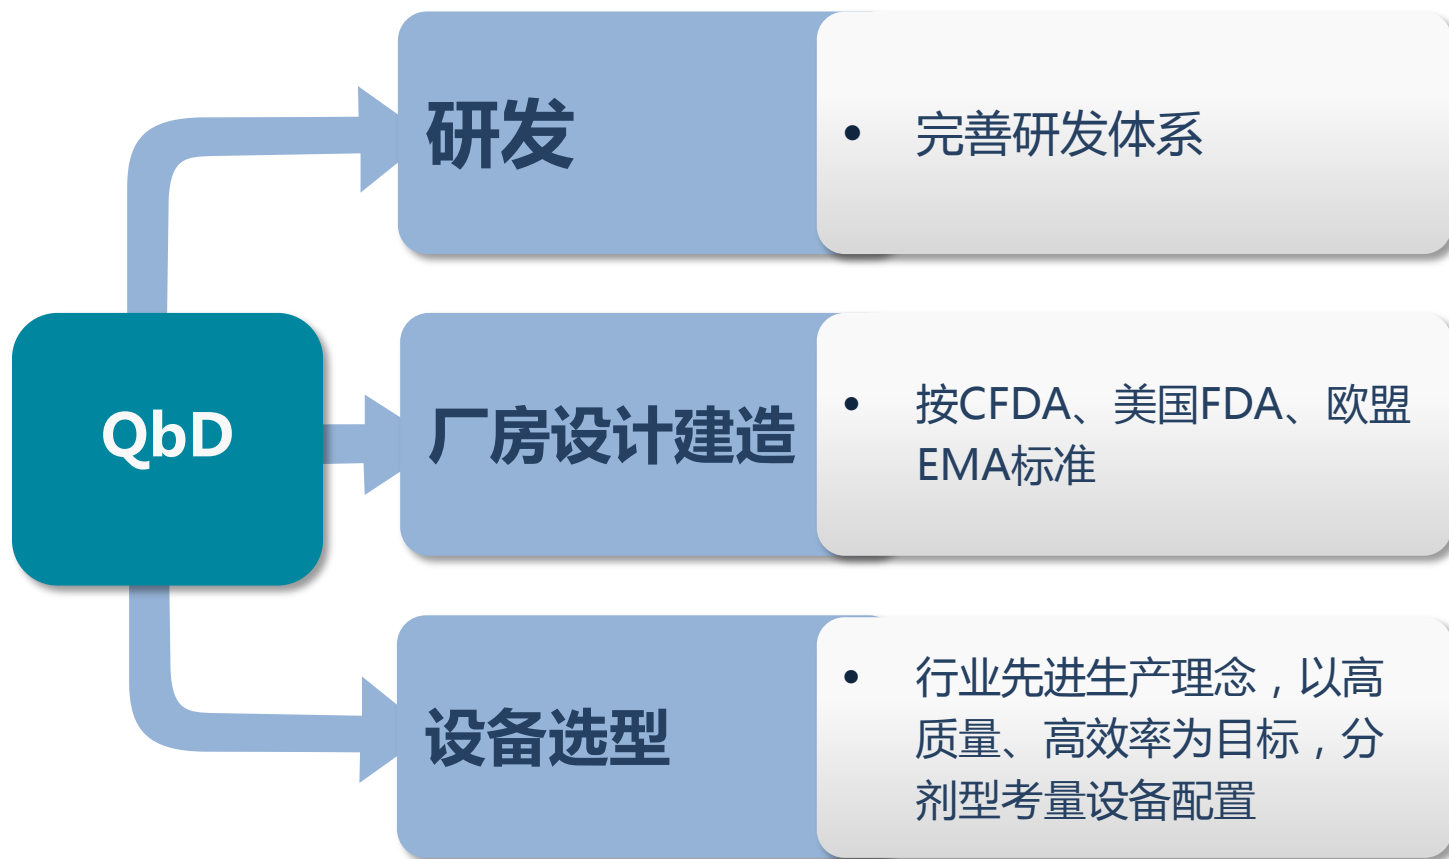 研发
• 完善研发体系
QbD
厂房设计建造
• 按CFDA、美国FDA、欧盟
EMA标准
设备选型
• 行业先进生产理念，以高
质量、高效率为目标，分
剂型考量设备配置